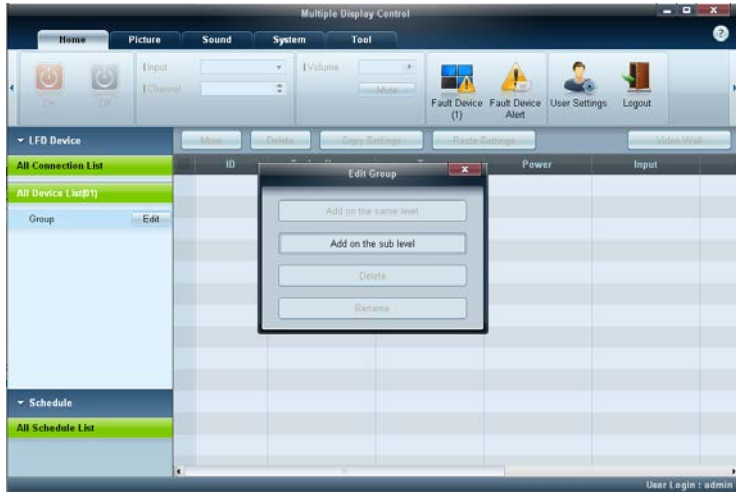 Multiple Display Control
Home Picture Sound System Tool
?
Input
Channel
Volume
Mute
On Off
Fault Device (1)
Fault Device Alert
User Settings
Logout
LFD Device
Move Delete Copy Settings Paste Settings Video Wall
All Connection List
ID Power Input
All Device List(01)
Group Edit
Edit Group
Add on the same level
Add on the sub level
Delete
Rename
Schedule
All Schedule List
User Login : admin